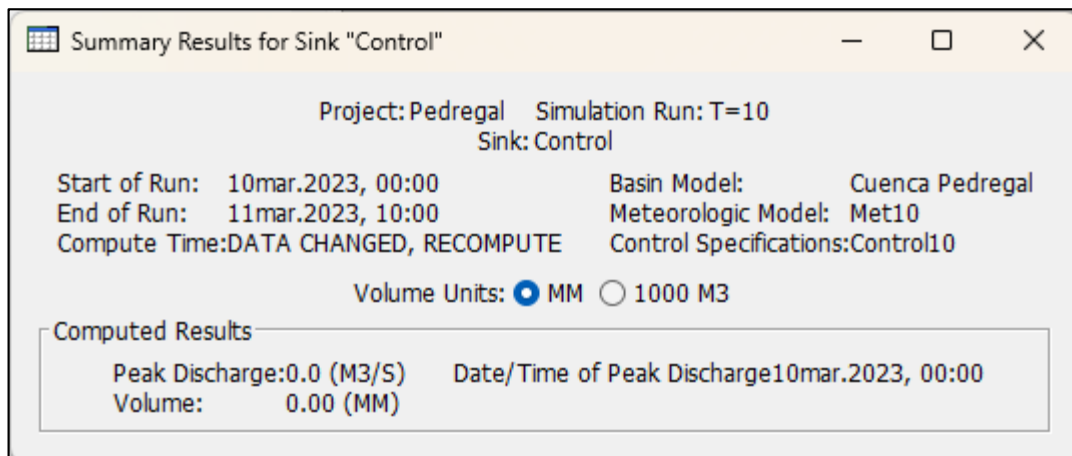 Summary Results for Sink "Control"
Project: Pedregal Simulation Run: T=10
Sink: Control
Start of Run: 10mar.2023, 00:00 Basin Model: Cuenca Pedregal
End of Run: 11mar.2023, 10:00 Meteorologic Model: Met10
Compute Time:DATA CHANGED, RECOMPUTE Control Specifications:Control10
Volume Units: MM 1000 M3
Computed Results
Peak Discharge:0.0 (M3/S) Date/Time of Peak Discharge10mar.2023, 00:00
Volume: 0.00 (MM)